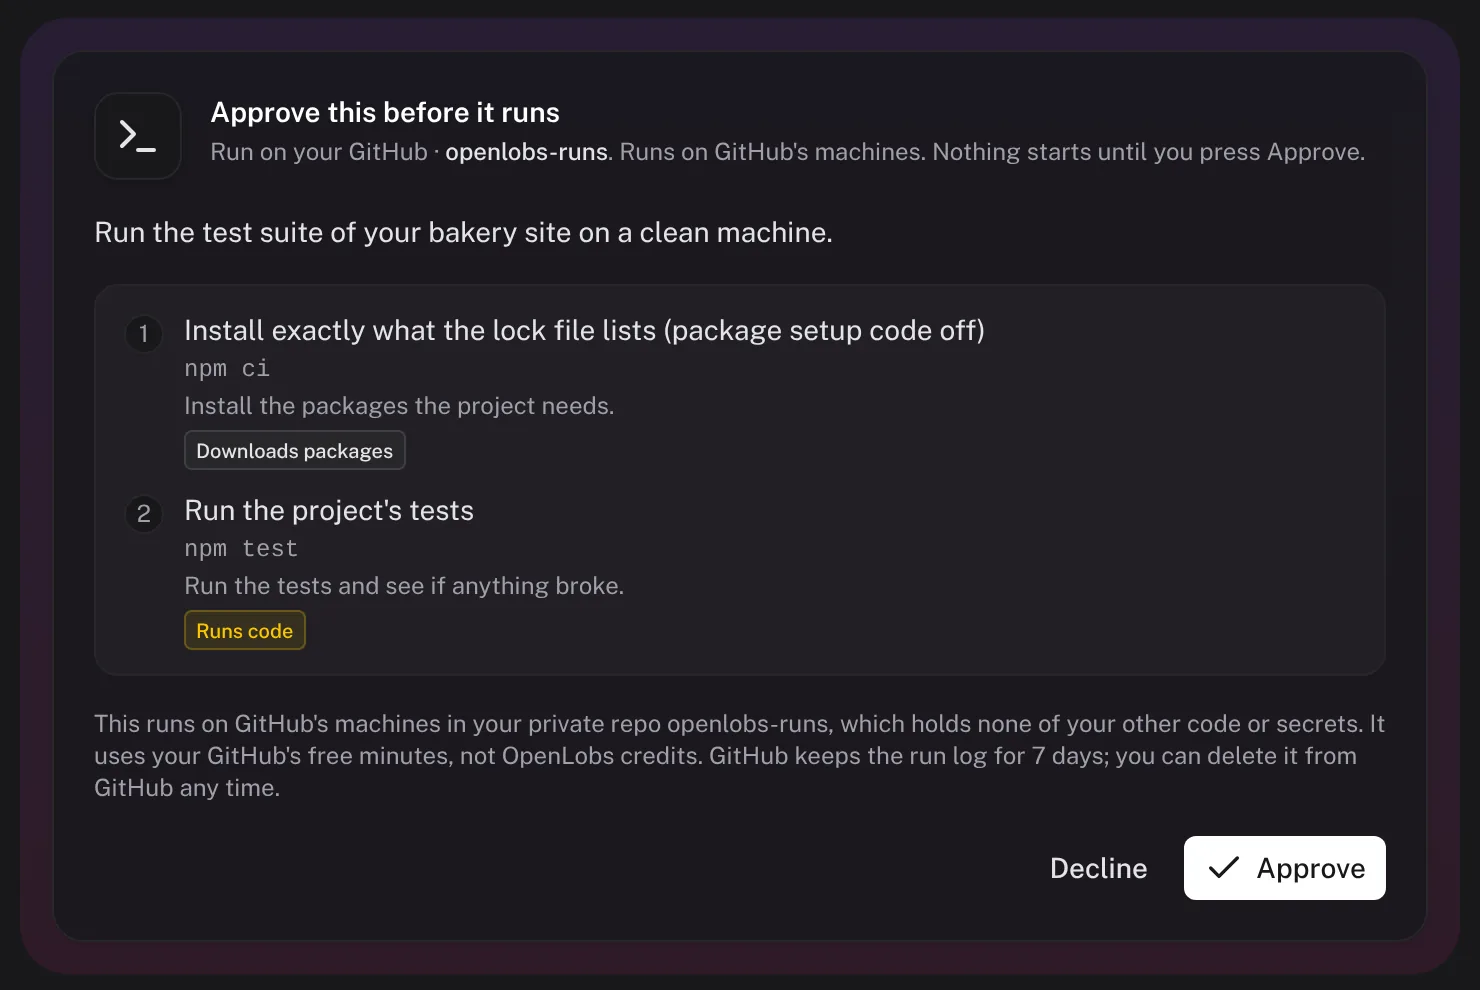 Approve this before it runs
Run on your GitHub · openlobs-runs. Runs on GitHub's machines. Nothing starts until you press Approve.
Run the test suite of your bakery site on a clean machine.
1 Install exactly what the lock file lists (package setup code off)
npm ci
Install the packages the project needs.
Downloads packages
2 Run the project's tests
npm test
Run the tests and see if anything broke.
Runs code
This runs on GitHub's machines in your private repo openlobs-runs, which holds none of your other code or secrets. It
uses your GitHub's free minutes, not OpenLobs credits. GitHub keeps the run log for 7 days; you can delete it from
GitHub any time.
Decline Approve